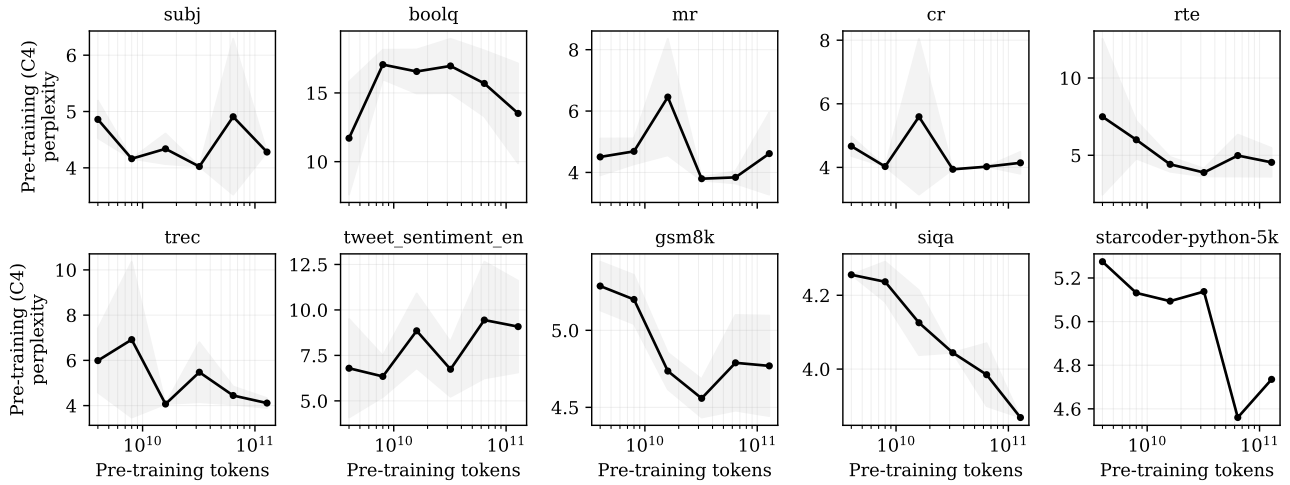 subj
boolq
mr
cr
rte
Pre-training (C4)
perplexity
6
5
4
15
10
8
6
4
8
6
4
10
5
trec
tweet_sentiment_en
gsm8k
siqa
starcoder-python-5k
Pre-training (C4)
perplexity
10
8
6
4
12.5
10.0
7.5
5.0
5.0
4.5
4.2
4.0
5.2
5.0
4.8
4.6
10^10
10^11
10^10
10^11
10^10
10^11
10^10
10^11
10^10
10^11
Pre-training tokens
Pre-training tokens
Pre-training tokens
Pre-training tokens
Pre-training tokens